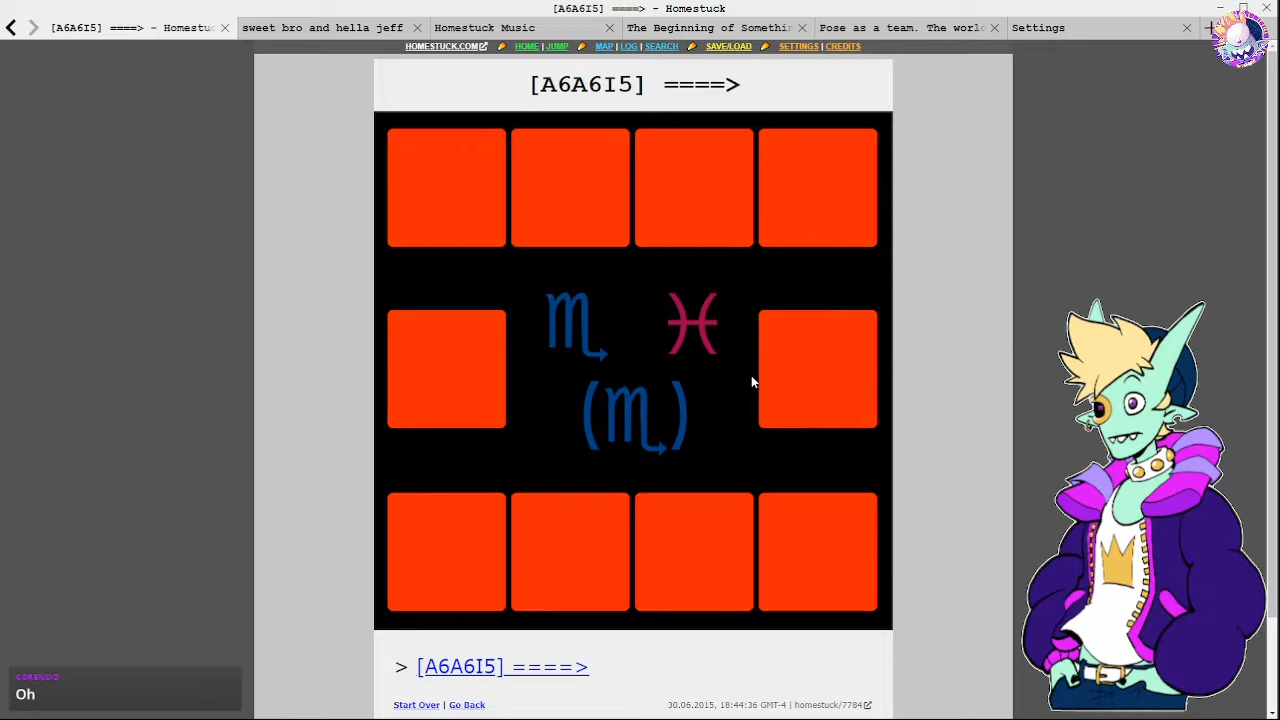 [A6A6I5] ====> - Homestuck
[A6A6I5] ====> - Homestuc
sweet bro and hella jeff
Homestuck Music
The Beginning of Somethin
Pose as a team. The worl
Settings
HOMESTUCK.COM HOME | JUMP MAP | LOG | SEARCH SAVE/LOAD SETTINGS | CREDITS
[A6A6I5] ====>
♏ ♓
(♏)
> [A6A6I5] ====>
Start Over | Go Back
30.06.2015, 18:44:36 GMT-4 | homestuck/7784
Oh